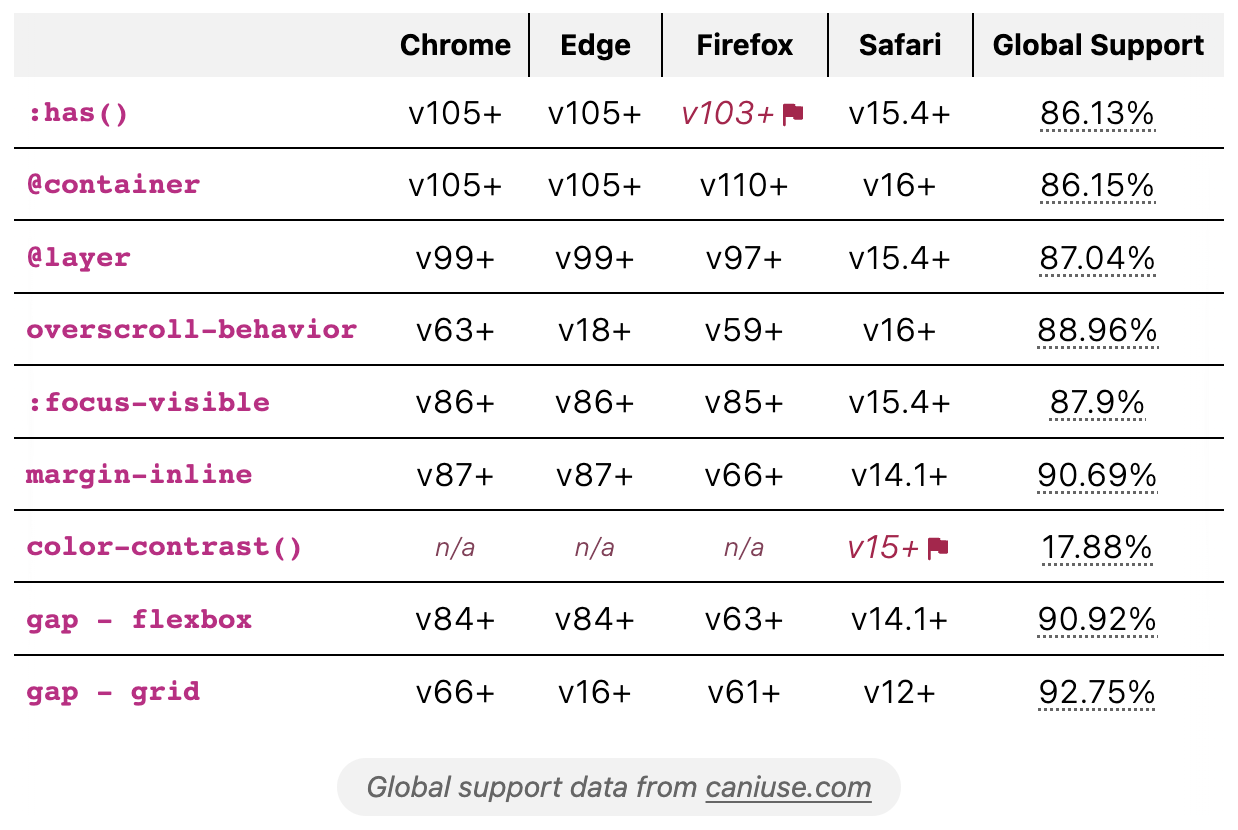 Chrome Edge Firefox Safari Global Support
:has() v105+ v105+ v103+ v15.4+ 86.13%
@container v105+ v105+ v110+ v16+ 86.15%
@layer v99+ v99+ v97+ v15.4+ 87.04%
overscroll-behavior v63+ v18+ v59+ v16+ 88.96%
:focus-visible v86+ v86+ v85+ v15.4+ 87.9%
margin-inline v87+ v87+ v66+ v14.1+ 90.69%
color-contrast() n/a n/a n/a v15+ 17.88%
gap - flexbox v84+ v84+ v63+ v14.1+ 90.92%
gap - grid v66+ v16+ v61+ v12+ 92.75%
Global support data from caniuse.com